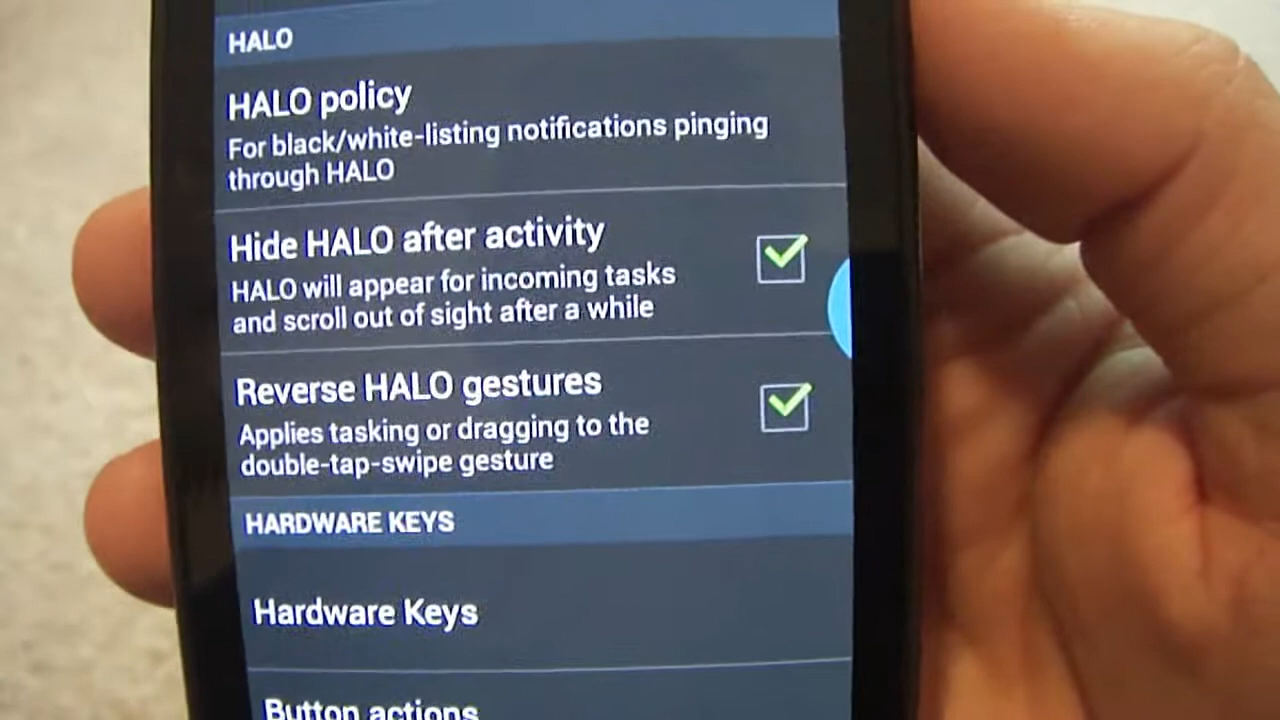 HALO
HALO policy
For black/white-listing notifications pinging
through HALO
Hide HALO after activity
HALO will appear for incoming tasks
and scroll out of sight after a while
Reverse HALO gestures
Applies tasking or dragging to the
double-tap-swipe gesture
HARDWARE KEYS
Hardware Keys
Button actions